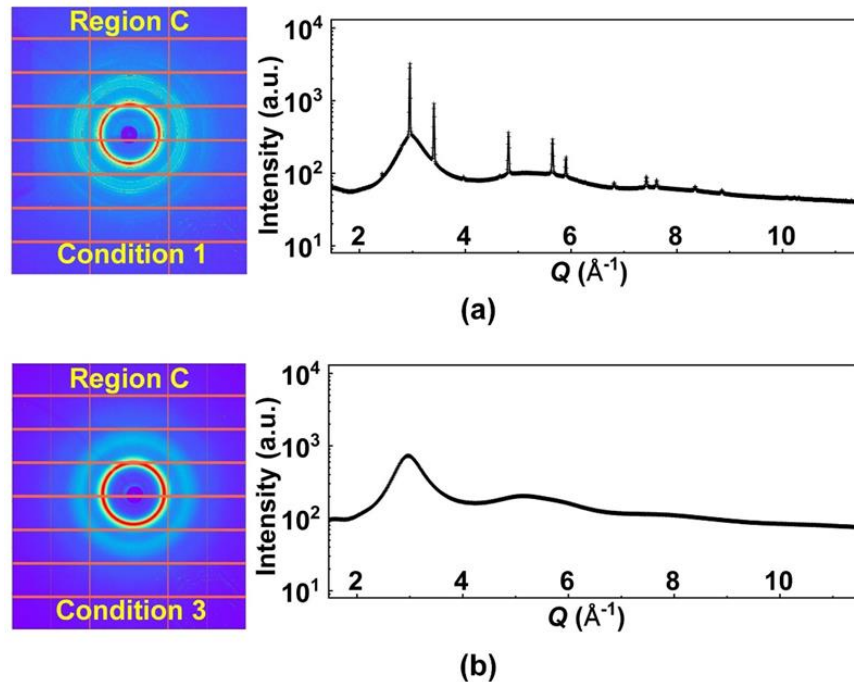 Region C
Condition 1
Intensity (a.u.)
10⁴
10³
10²
10¹
2 4 6 8 10
Q (Å⁻¹)
(a)
Region C
Condition 3
Intensity (a.u.)
10⁴
10³
10²
10¹
2 4 6 8 10
Q (Å⁻¹)
(b)